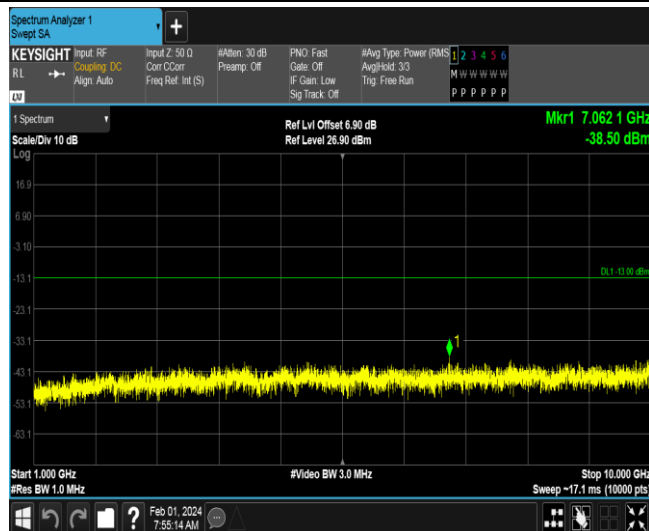 Spectrum Analyzer 1
Swept SA
+
KEYSIGHT
RL
LXI
Input: RF
Coupling: DC
Align: Auto
Input Z: 50 Ω
Corr CCorr
Freq Ref: Int (S)
#Atten: 30 dB
Preamp: Off
PNO: Fast
Gate: Off
IF Gain: Low
Sig Track: Off
#Avg Type: Power (RMS
Avg|Hold: 3/3
Trig: Free Run
1 2 3 4 5 6
M W W W W W
P P P P P P
1 Spectrum
Scale/Div 10 dB
Ref Lvl Offset 6.90 dB
Ref Level 26.90 dBm
Mkr1 7.062 1 GHz
-38.50 dBm
Log
16.9
6.90
-3.10
-13.1
DL1 -13.00 dBm
-23.1
-33.1
1
-43.1
-53.1
-63.1
Start 1.000 GHz
#Video BW 3.0 MHz
Stop 10.000 GHz
#Res BW 1.0 MHz
Sweep ~17.1 ms (10000 pts)
?
Feb 01, 2024
7:55:14 AM